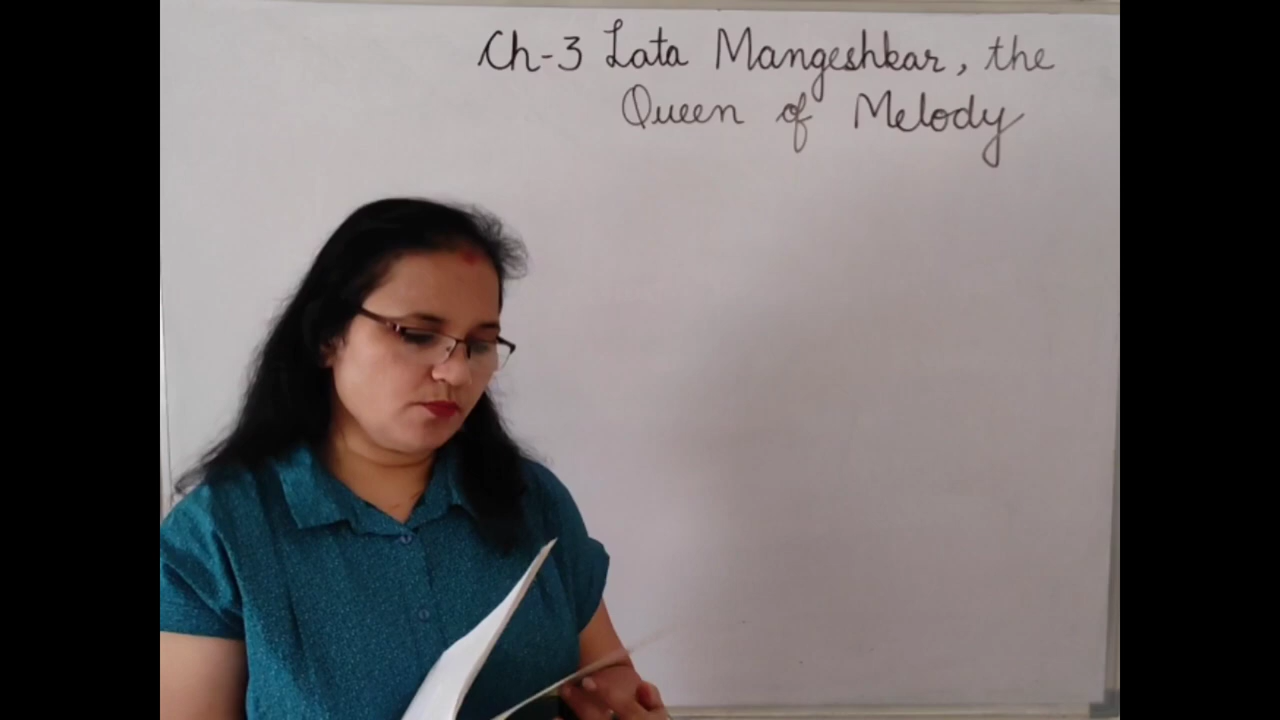 Ch-3 Lata Mangeshkar, the
Queen of Melody